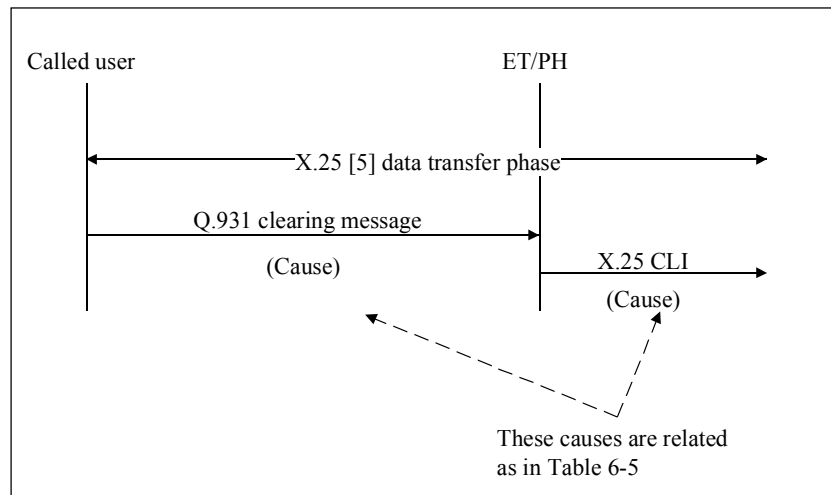 Called user
ET/PH
X.25 [5] data transfer phase
Q.931 clearing message
(Cause)
X.25 CLI
(Cause)
These causes are related
as in Table 6-5